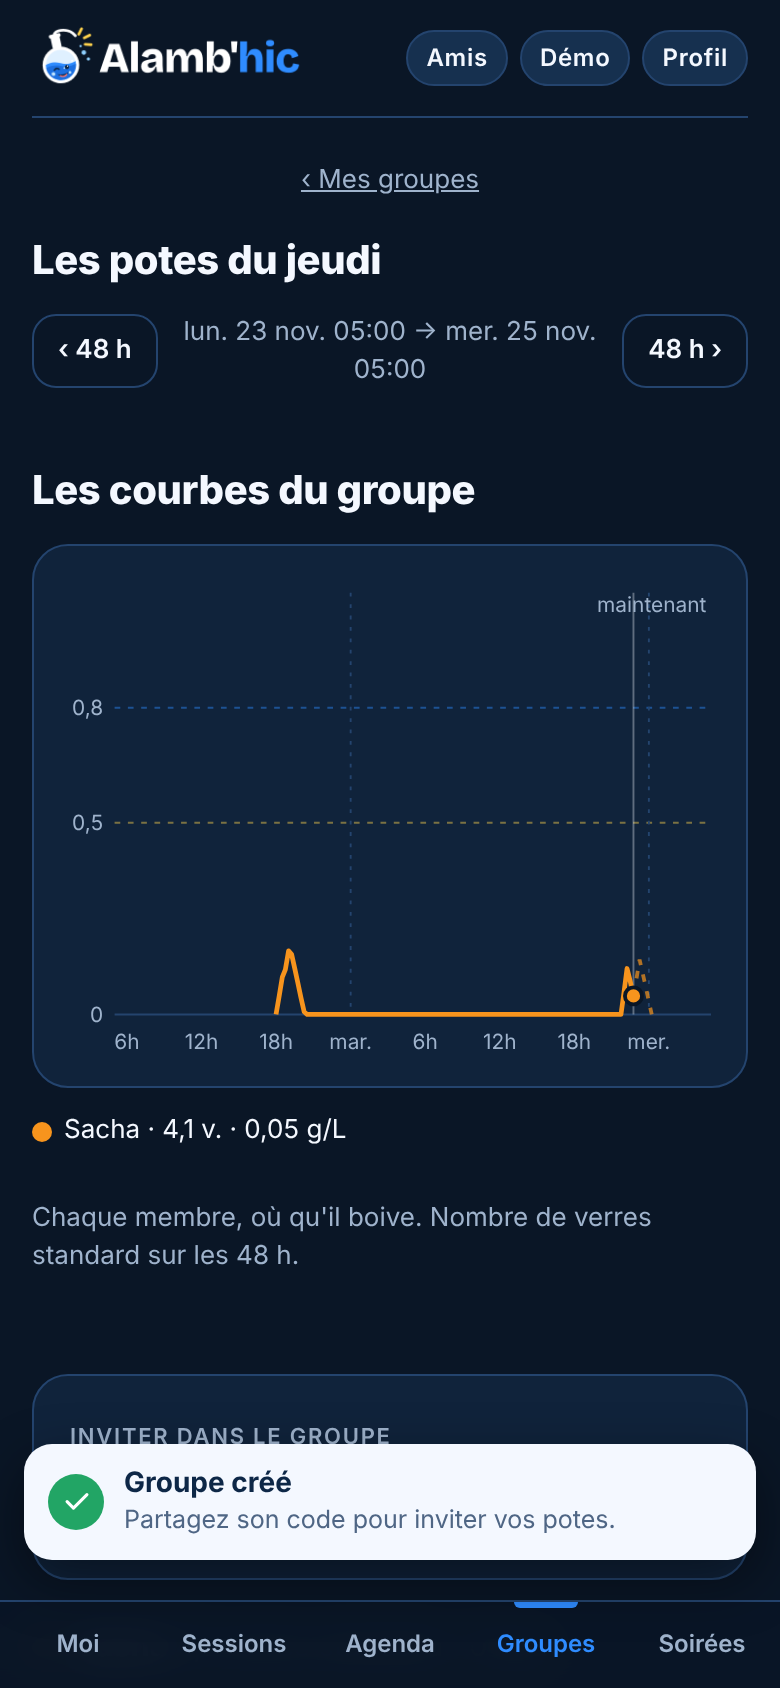 Alamb'hic
Amis
Démo
Profil
‹ Mes groupes
Les potes du jeudi
‹ 48 h
lun. 23 nov. 05:00 → mer. 25 nov.
05:00
48 h ›
Les courbes du groupe
maintenant
0,8
0,5
0
6h 12h 18h mar. 6h 12h 18h mer.
Sacha · 4,1 v. · 0,05 g/L
Chaque membre, où qu'il boive. Nombre de verres
standard sur les 48 h.
INVITER DANS LE GROUPE
Groupe créé
Partagez son code pour inviter vos potes.
Moi
Sessions
Agenda
Groupes
Soirées